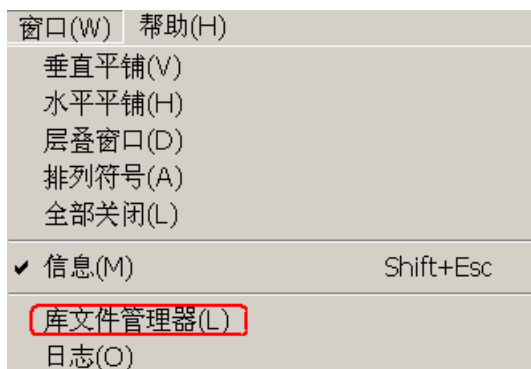 窗口(W) 帮助(H)
垂直平铺(V)
水平平铺(H)
层叠窗口(D)
排列符号(A)
全部关闭(L)
✔ 信息(M) Shift+Esc
库文件管理器(L)
日志(O)